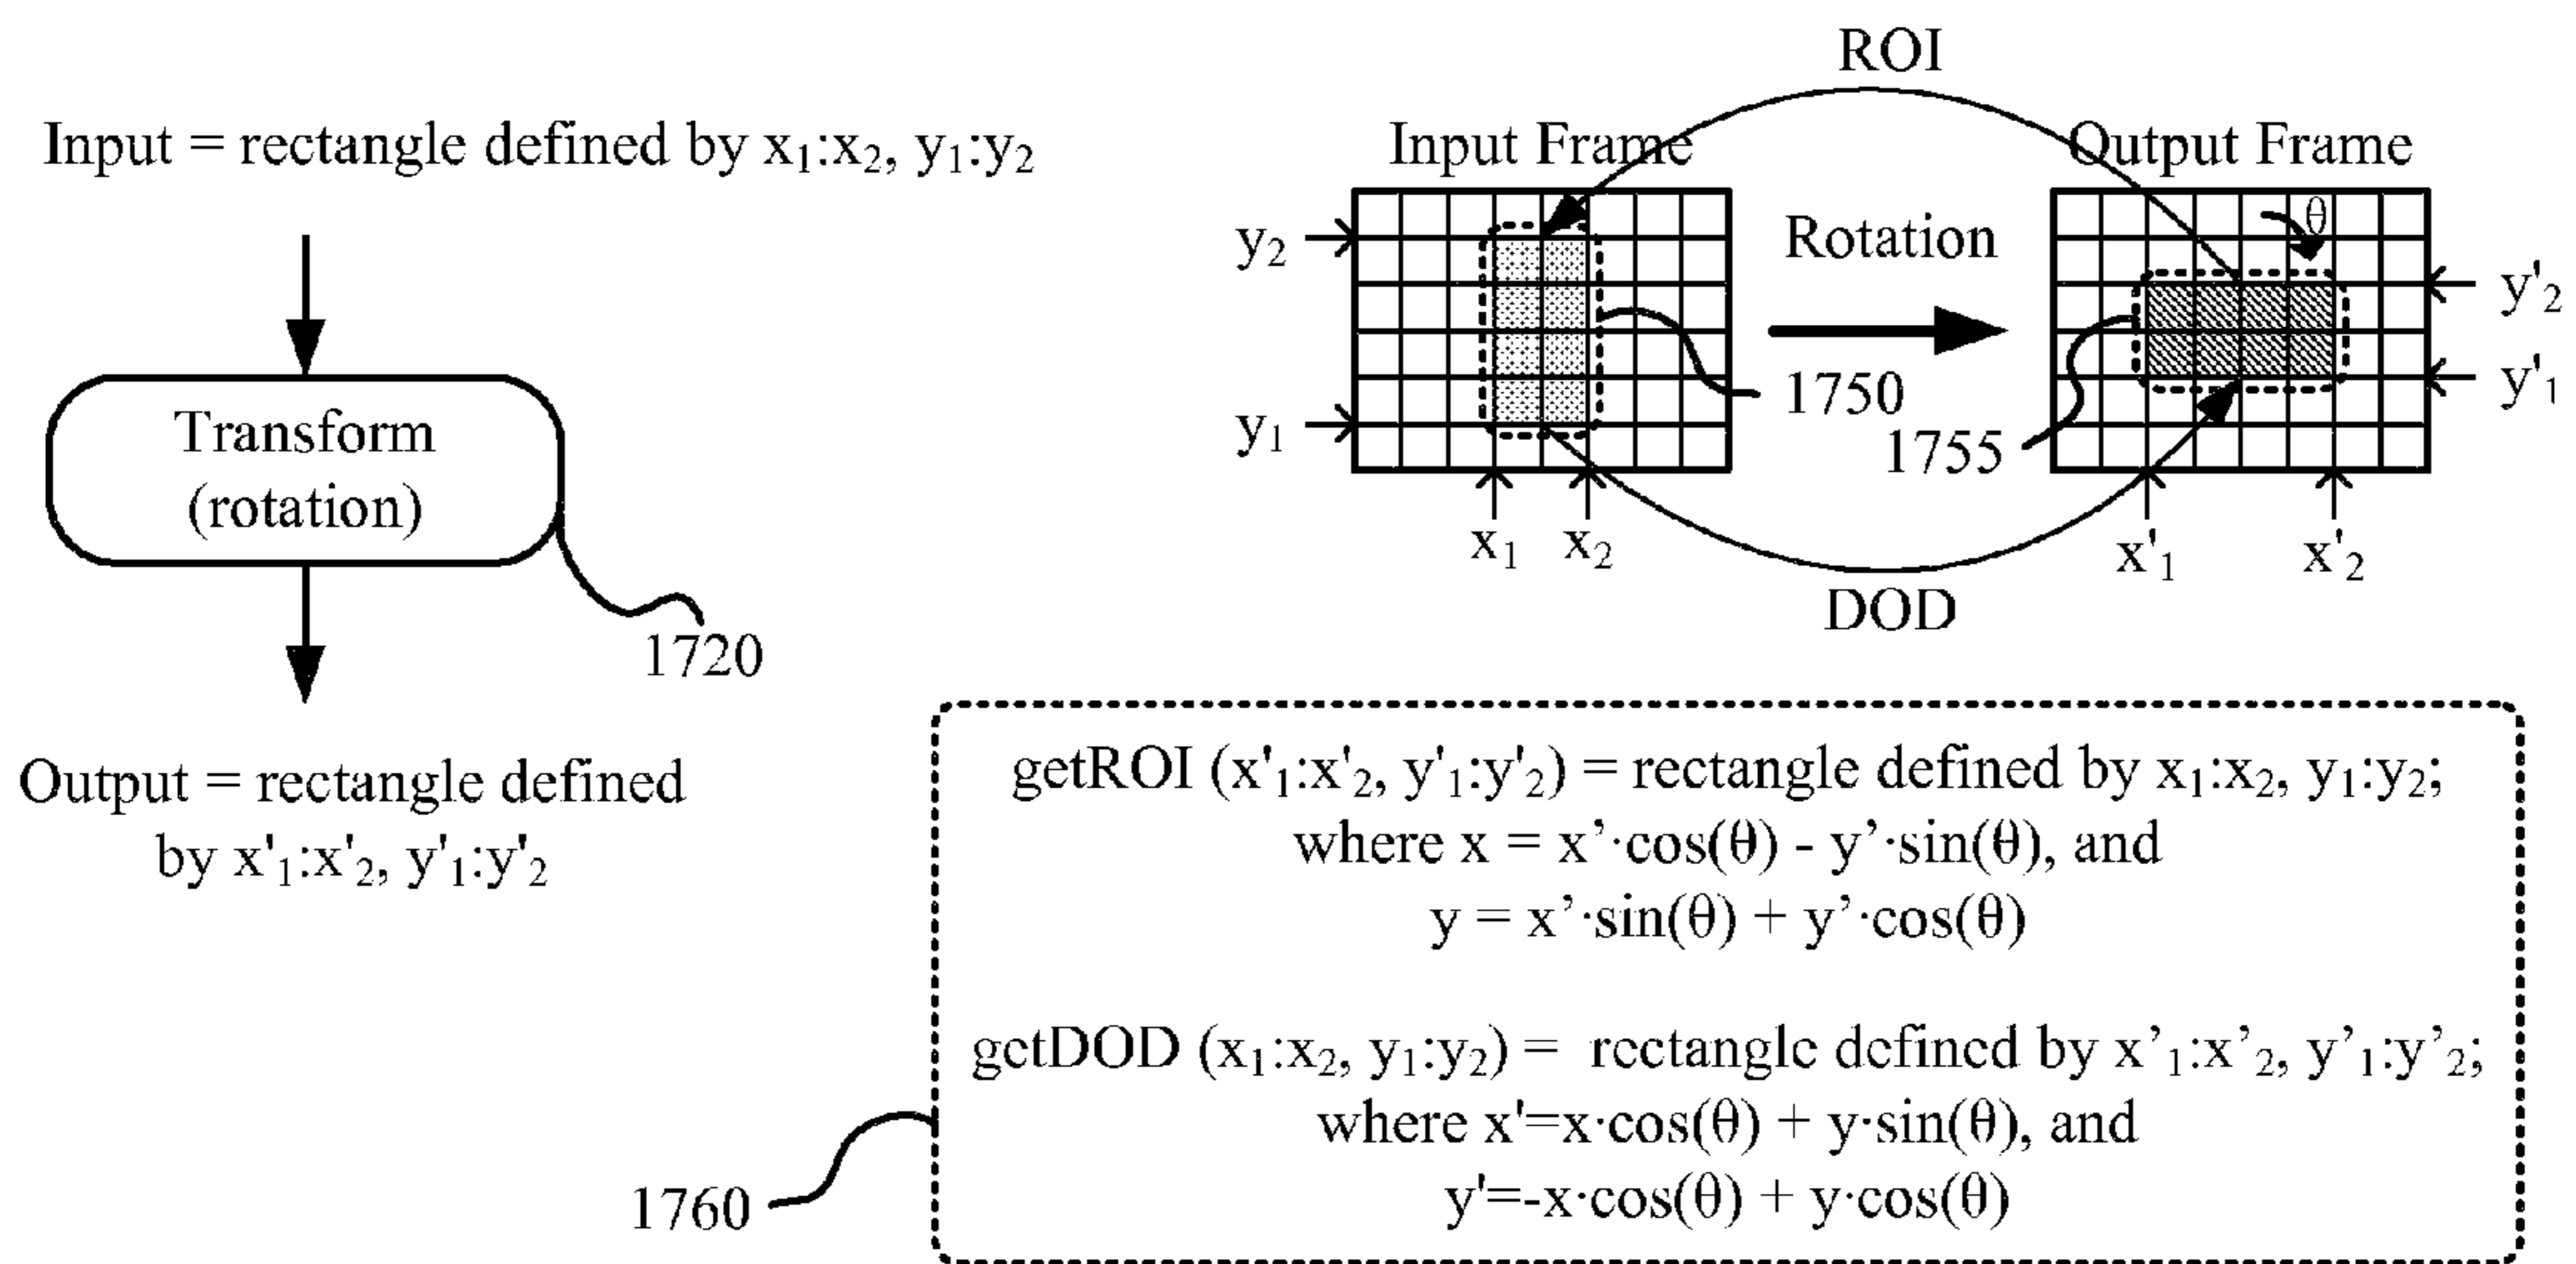 Input = rectangle defined by x₁:x₂, y₁:y₂
Transform
(rotation)
1720
Output = rectangle defined
by x'₁:x'₂, y'₁:y'₂
ROI
Input Frame
Output Frame
y₂
Rotation
θ
y'₂
1750
y'₁
y₁
1755
x₁
x₂
x'₁
x'₂
DOD
getROI (x'₁:x'₂, y'₁:y'₂) = rectangle defined by x₁:x₂, y₁:y₂;
where x = x’·cos(θ) - y’·sin(θ), and
y = x’·sin(θ) + y’·cos(θ)
getDOD (x₁:x₂, y₁:y₂) = rectangle defined by x’₁:x’₂, y’₁:y’₂;
where x'=x·cos(θ) + y·sin(θ), and
y'=-x·cos(θ) + y·cos(θ)
1760